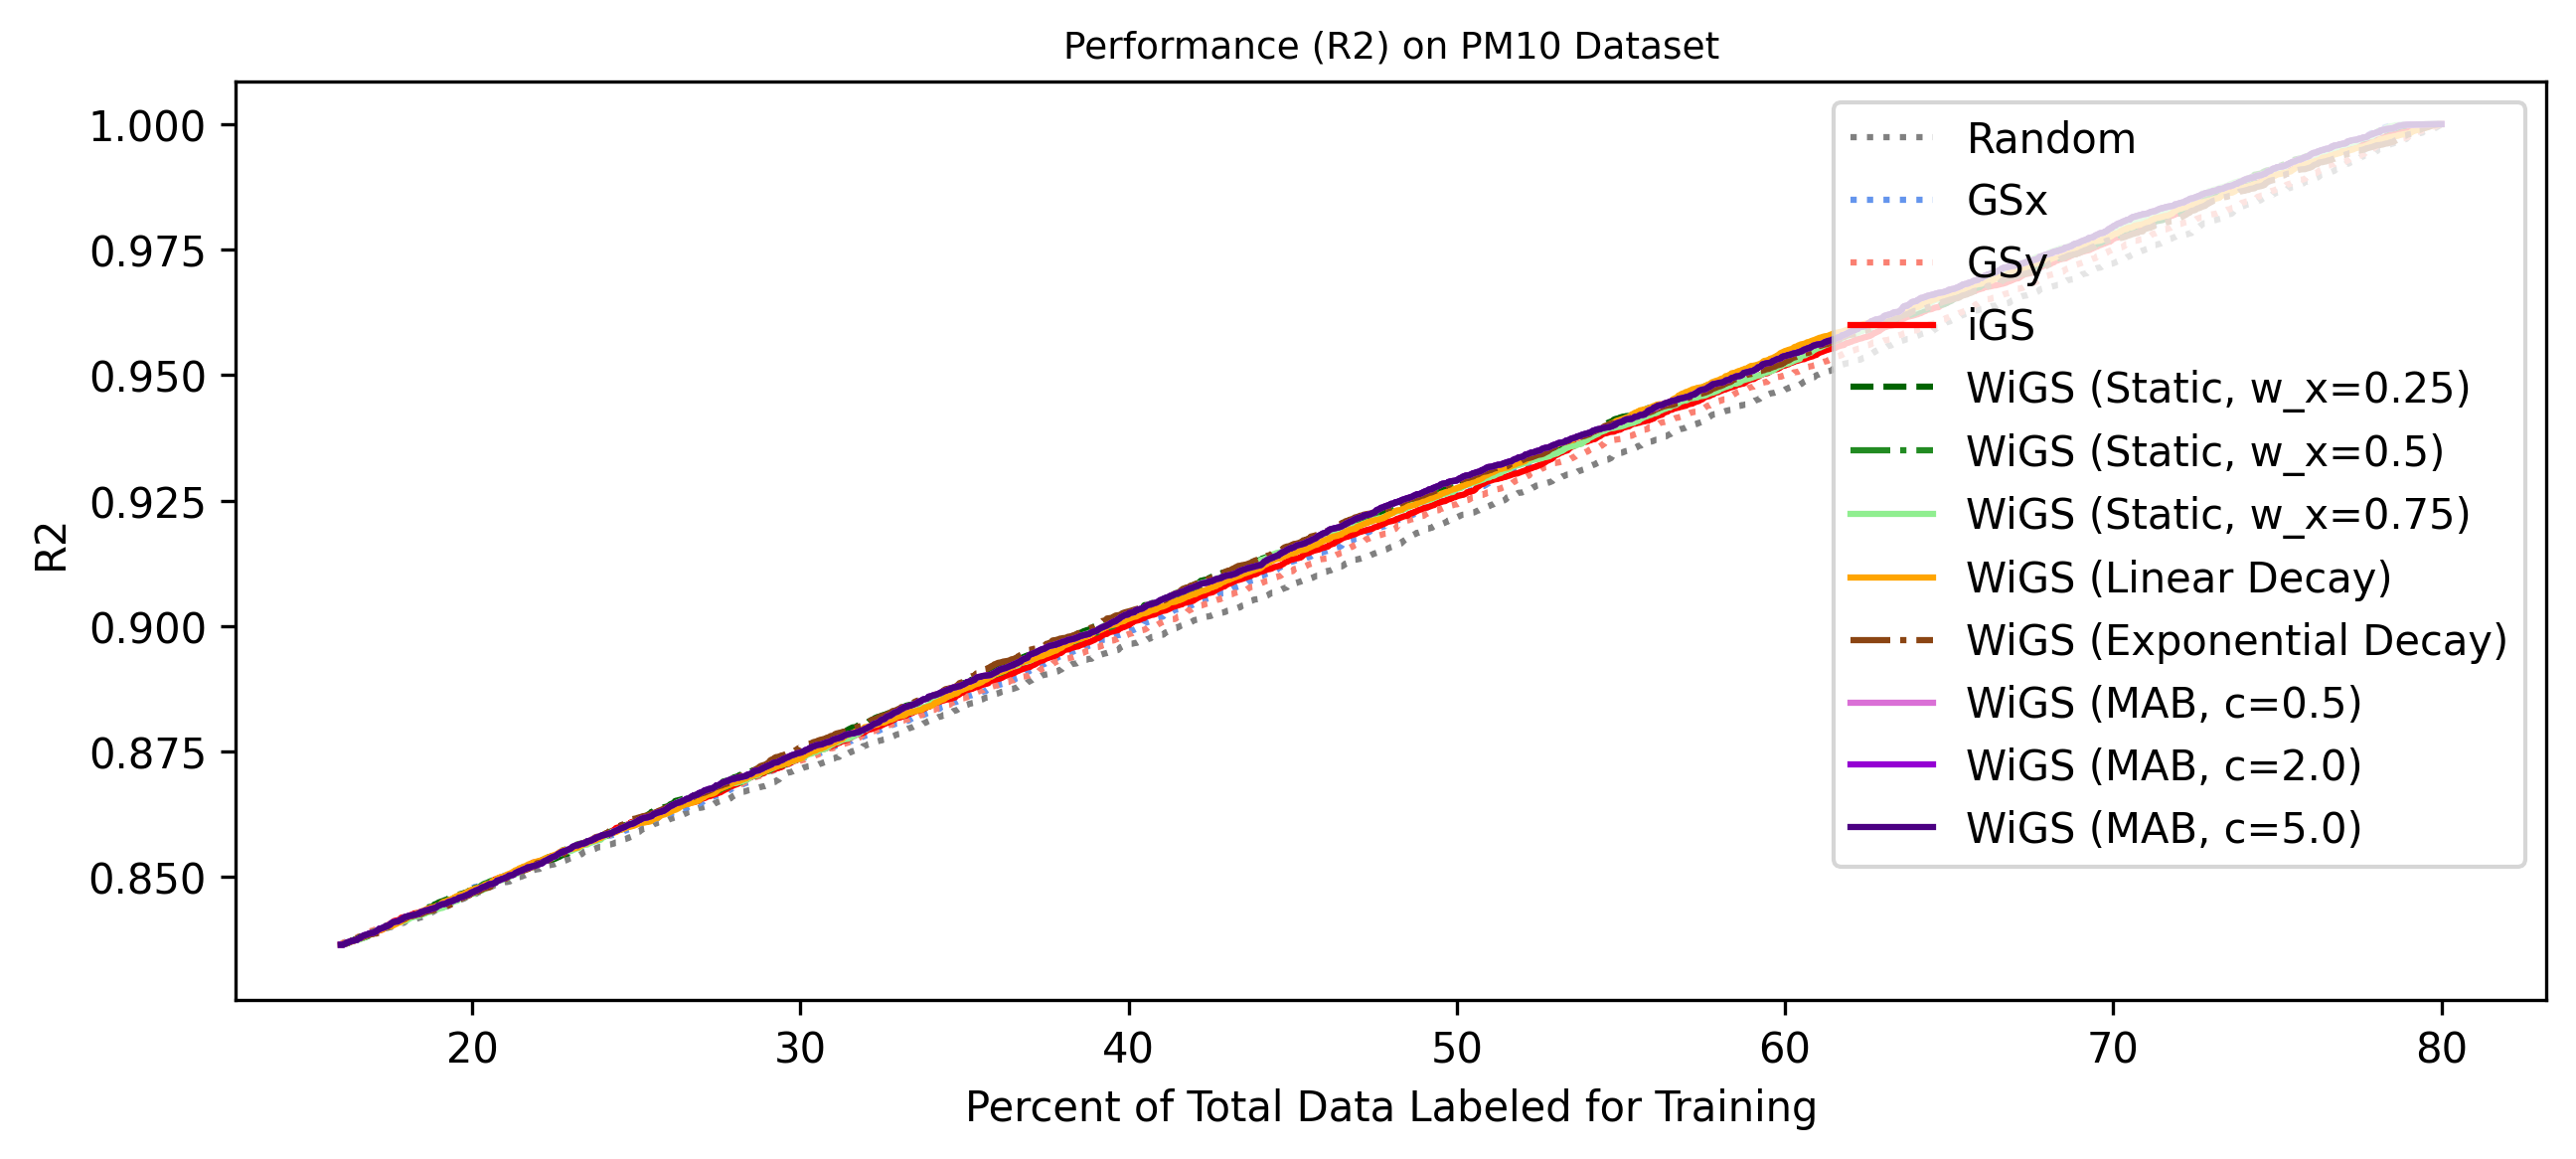 Performance (R2) on PM10 Dataset
1.000
0.975
0.950
0.925
0.900
0.875
0.850
R2
Random
GSx
GSy
iGS
WiGS (Static, w_x=0.25)
WiGS (Static, w_x=0.5)
WiGS (Static, w_x=0.75)
WiGS (Linear Decay)
WiGS (Exponential Decay)
WiGS (MAB, c=0.5)
WiGS (MAB, c=2.0)
WiGS (MAB, c=5.0)
20 30 40 50 60 70 80
Percent of Total Data Labeled for Training